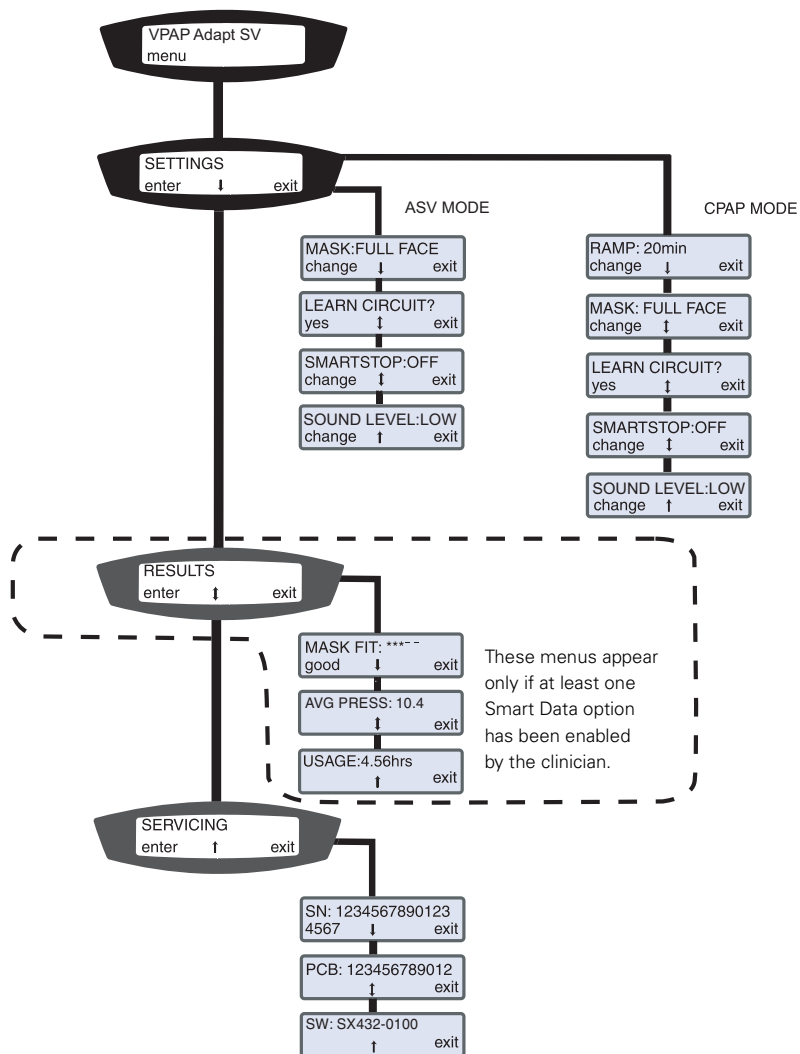 VPAP Adapt SV
menu
SETTINGS
enter ↓ exit
ASV MODE
MASK:FULL FACE
change ↓ exit
LEARN CIRCUIT?
yes ↕ exit
SMARTSTOP:OFF
change ↕ exit
SOUND LEVEL:LOW
change ↑ exit
CPAP MODE
RAMP: 20min
change ↓ exit
MASK: FULL FACE
change ↕ exit
LEARN CIRCUIT?
yes ↕ exit
SMARTSTOP:OFF
change ↕ exit
SOUND LEVEL:LOW
change ↑ exit
RESULTS
enter ↕ exit
MASK FIT: ***--
good ↓ exit
AVG PRESS: 10.4
↕ exit
USAGE:4.56hrs
↑ exit
These menus appear
only if at least one
Smart Data option
has been enabled
by the clinician.
SERVICING
enter ↑ exit
SN: 1234567890123
4567 ↓ exit
PCB: 123456789012
↕ exit
SW: SX432-0100
↑ exit